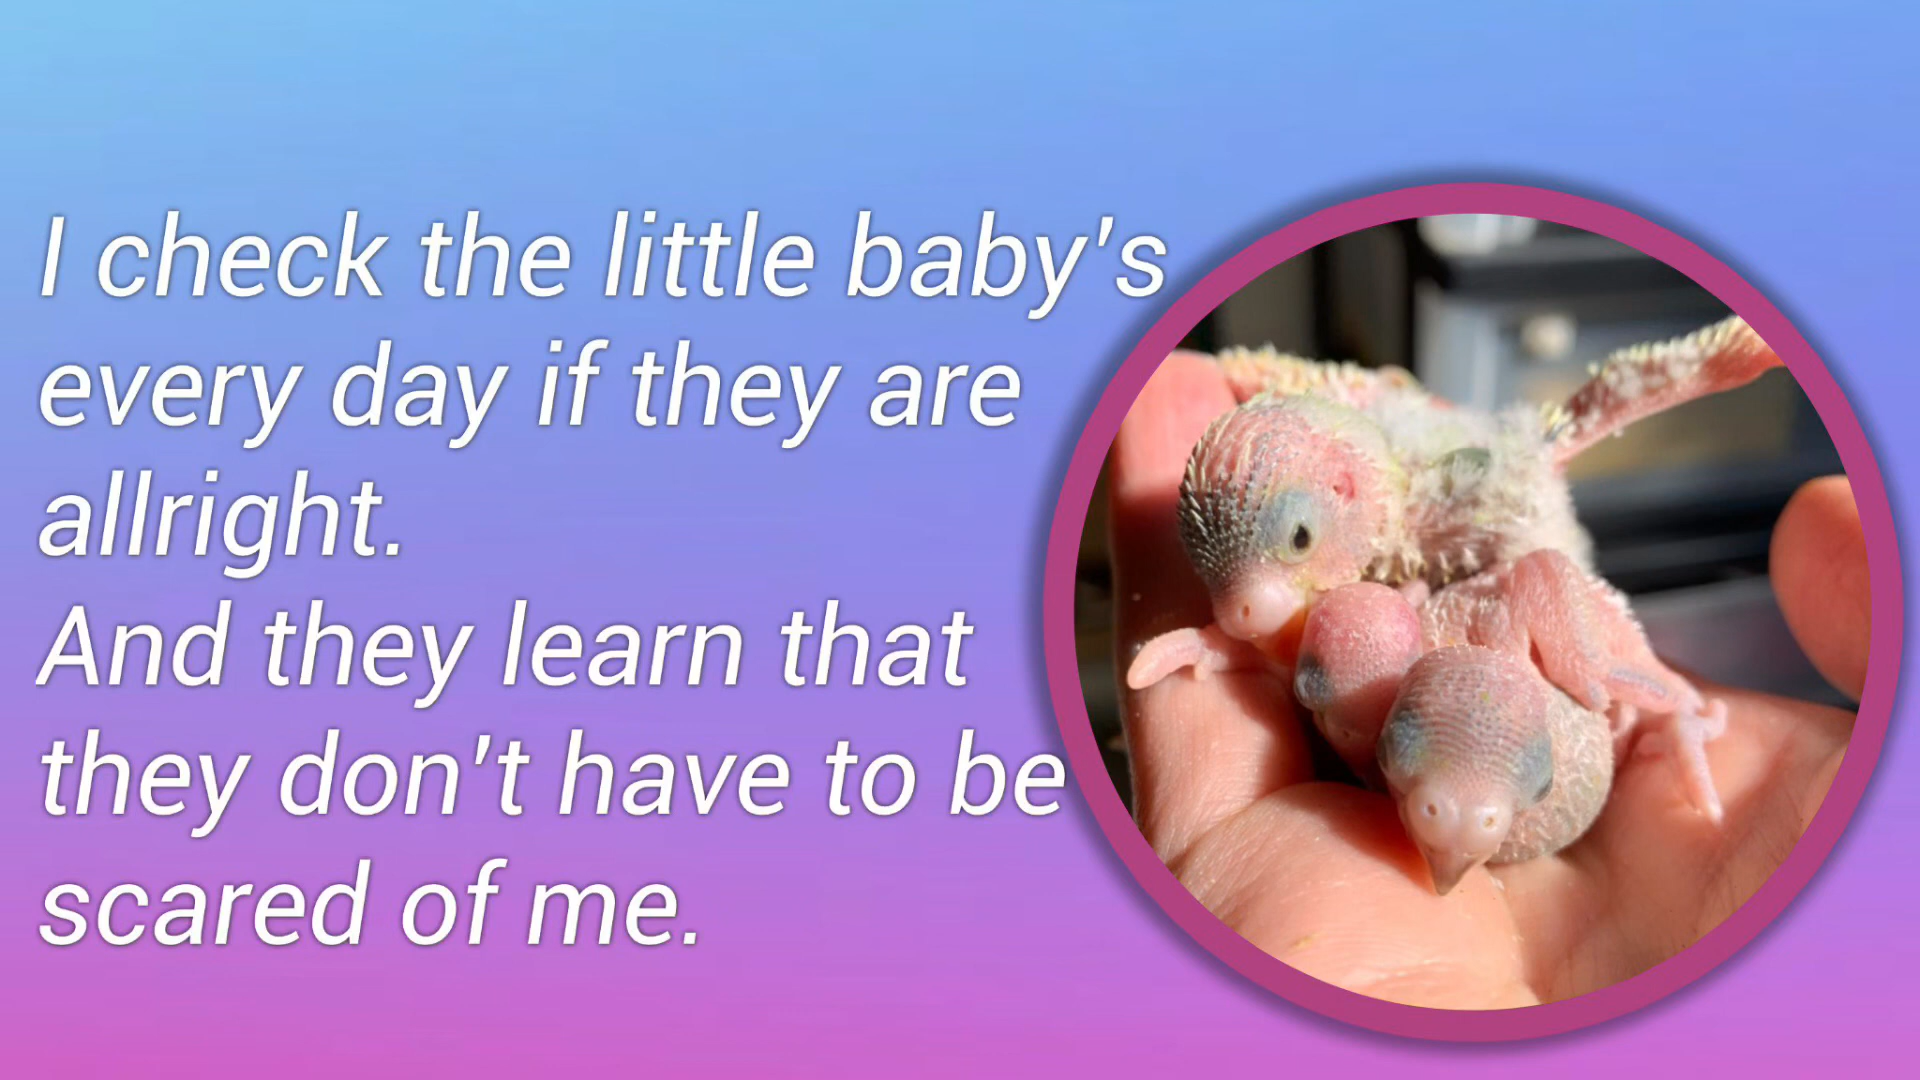 I check the little baby's
every day if they are
allright.
And they learn that
they don't have to be
scared of me.